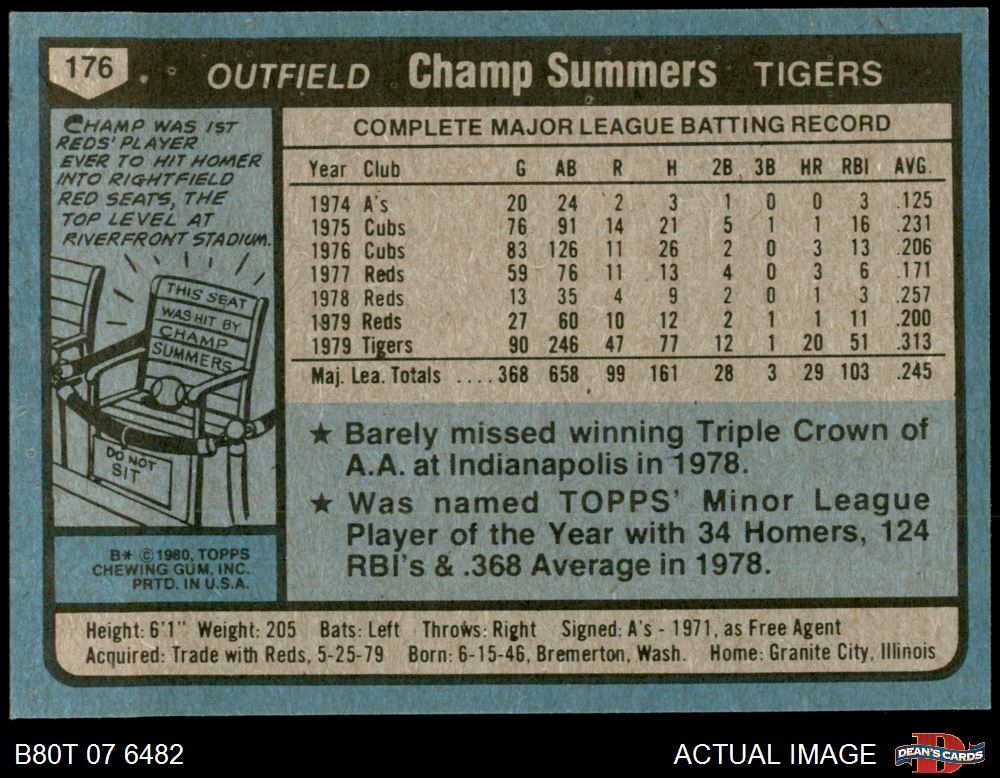 176 OUTFIELD Champ Summers TIGERS
CHAMP WAS 1ST
REDS' PLAYER
EVER TO HIT HOMER
INTO RIGHTFIELD
RED SEATS, THE
TOP LEVEL AT
RIVERFRONT STADIUM.
THIS SEAT
WAS HIT BY
CHAMP
SUMMERS
DO NOT
SIT
B* © 1980, TOPPS
CHEWING GUM, INC.
PRTD. IN U.S.A.
COMPLETE MAJOR LEAGUE BATTING RECORD
Year Club G AB R H 2B 3B HR RBI AVG.
1974 A's 20 24 2 3 1 0 0 3 .125
1975 Cubs 76 91 14 21 5 1 1 16 .231
1976 Cubs 83 126 11 26 2 0 3 13 .206
1977 Reds 59 76 11 13 4 0 3 6 .171
1978 Reds 13 35 4 9 2 0 1 3 .257
1979 Reds 27 60 10 12 2 1 1 11 .200
1979 Tigers 90 246 47 77 12 1 20 51 .313
Maj. Lea. Totals .... 368 658 99 161 28 3 29 103 .245
★ Barely missed winning Triple Crown of
A.A. at Indianapolis in 1978.
★ Was named TOPPS' Minor League
Player of the Year with 34 Homers, 124
RBI's & .368 Average in 1978.
Height: 6'1" Weight: 205 Bats: Left Throws: Right Signed: A's - 1971, as Free Agent
Acquired: Trade with Reds, 5-25-79 Born: 6-15-46, Bremerton, Wash. Home: Granite City, Illinois
B80T 07 6482 ACTUAL IMAGE D DEAN'S CARDS